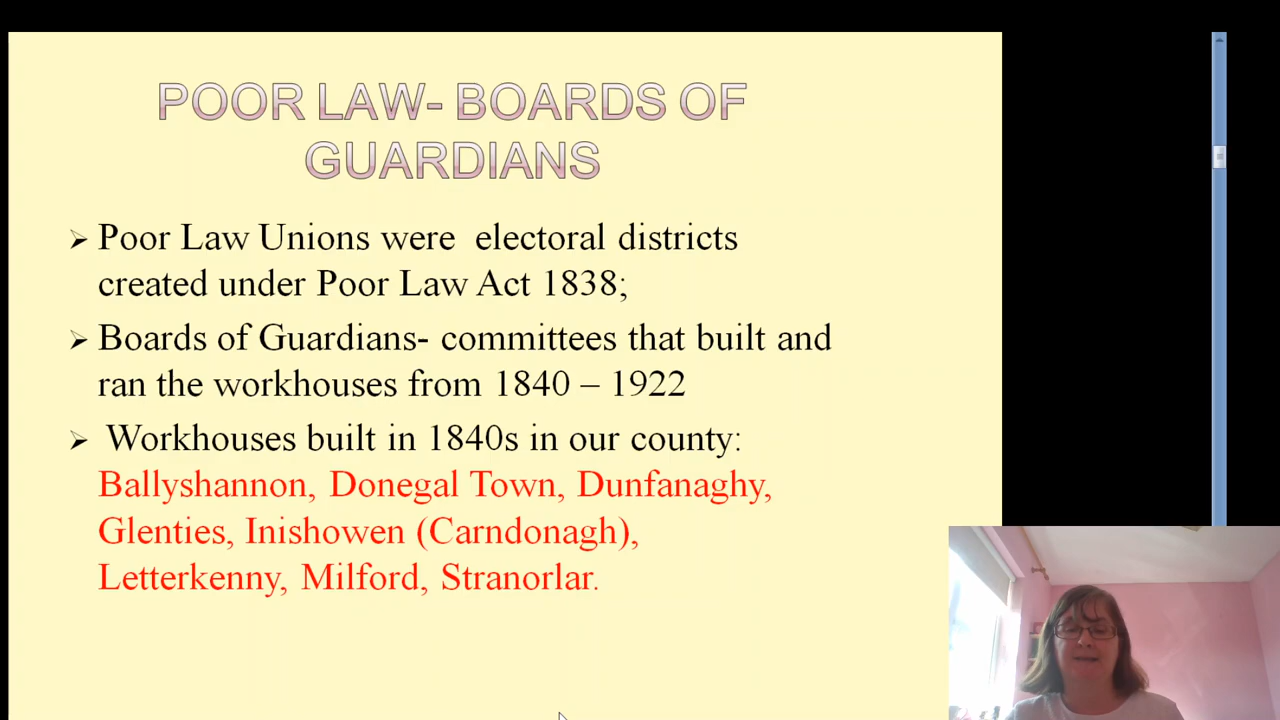 POOR LAW- BOARDS OF
GUARDIANS
Poor Law Unions were electoral districts
created under Poor Law Act 1838;
Boards of Guardians- committees that built and
ran the workhouses from 1840 – 1922
Workhouses built in 1840s in our county:
Ballyshannon, Donegal Town, Dunfanaghy,
Glenties, Inishowen (Carndonagh),
Letterkenny, Milford, Stranorlar.